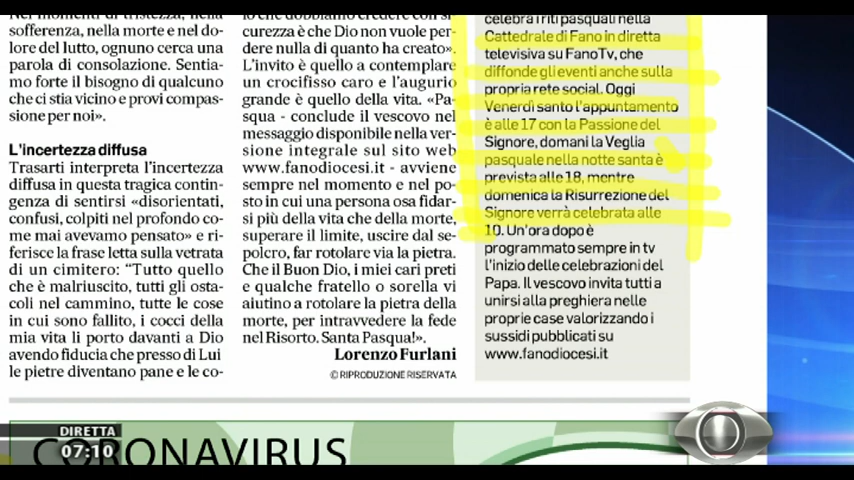 Nei momenti di tristezza, nella
sofferenza, nella morte e nel do-
lore del lutto, ognuno cerca una
parola di consolazione. Sentia-
mo forte il bisogno di qualcuno
che ci stia vicino e provi compas-
sione per noi».
L'incertezza diffusa
Trasarti interpreta l'incertezza
diffusa in questa tragica contin-
genza di sentirsi «disorientati,
confusi, colpiti nel profondo co-
me mai avevamo pensato» e ri-
ferisce la frase letta sulla vetrata
di un cimitero: “Tutto quello
che è malriuscito, tutti gli osta-
coli nel cammino, tutte le cose
in cui sono fallito, i cocci della
mia vita li porto davanti a Dio
avendo fiducia che presso di Lui
le pietre diventano pane e le co-
lo che dobbiamo credere con si-
curezza è che Dio non vuole per-
dere nulla di quanto ha creato».
L'invito è quello a contemplare
un crocifisso caro e l'augurio
grande è quello della vita. «Pa-
squa - conclude il vescovo nel
messaggio disponibile nella ver-
sione integrale sul sito web
www.fanodiocesi.it - avviene
sempre nel momento e nel po-
sto in cui una persona osa fidar-
si più della vita che della morte,
superare il limite, uscire dal se-
polcro, far rotolare via la pietra.
Che il Buon Dio, i miei cari preti
e qualche fratello o sorella vi
aiutino a rotolare la pietra della
morte, per intravvedere la fede
nel Risorto. Santa Pasqua!».
Lorenzo Furlani
© RIPRODUZIONE RISERVATA
celebra i riti pasquali nella
Cattedrale di Fano in diretta
televisiva su FanoTv, che
diffonde gli eventi anche sulla
propria rete social. Oggi
Venerdì santo l'appuntamento
è alle 17 con la Passione del
Signore, domani la Veglia
pasquale nella notte santa è
prevista alle 18, mentre
domenica la Risurrezione del
Signore verrà celebrata alle
10. Un'ora dopo è
programmato sempre in tv
l'inizio delle celebrazioni del
Papa. Il vescovo invita tutti a
unirsi alla preghiera nelle
proprie case valorizzando i
sussidi pubblicati su
www.fanodiocesi.it
DIRETTA
07:10
CORONAVIRUS